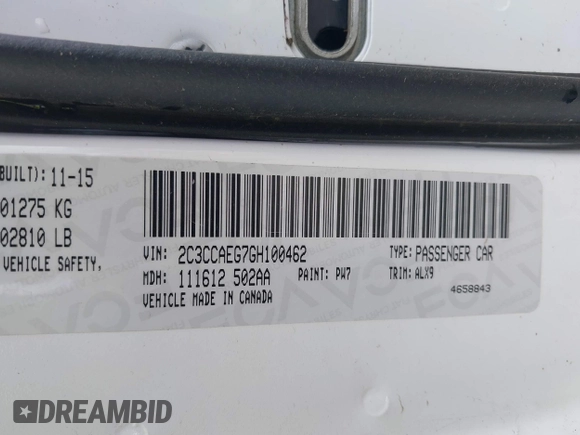 BUILT): 11-15
01275 KG
02810 LB
VEHICLE SAFETY,
VIN: 2C3CCAEG7GH100462
TYPE: PASSENGER CAR
MDH: 111612 502AA
PAINT: PW7
TRIM: ALX9
VEHICLE MADE IN CANADA
4658843
DREAMBID